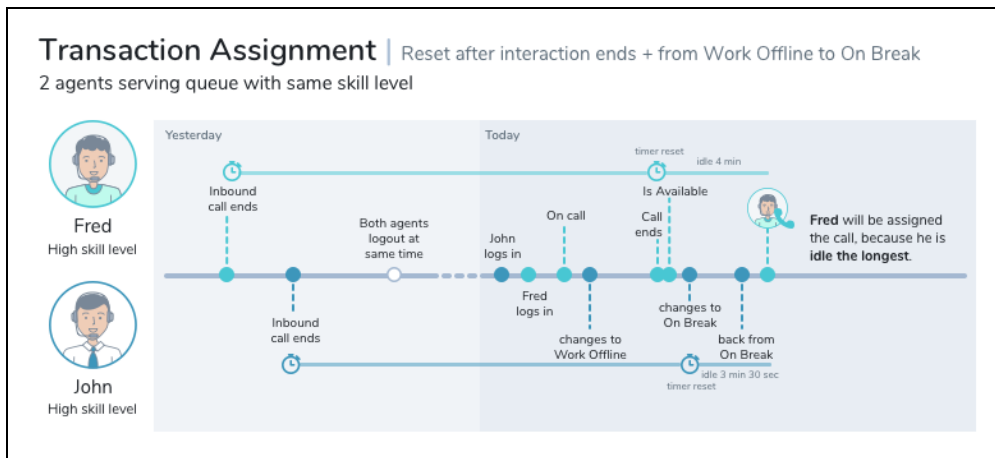 Transaction Assignment | Reset after interaction ends + from Work Offline to On Break
2 agents serving queue with same skill level
Yesterday
Today
timer reset
idle 4 min
Inbound
call ends
Is Available
Fred
High skill level
Both agents
logout at
same time
John
logs in
On call
Call
ends
Fred will be assigned
the call, because he is
idle the longest.
Fred
logs in
Inbound
call ends
changes to
Work Offline
changes to
On Break
back from
On Break
idle 3 min 30 sec
timer reset
John
High skill level